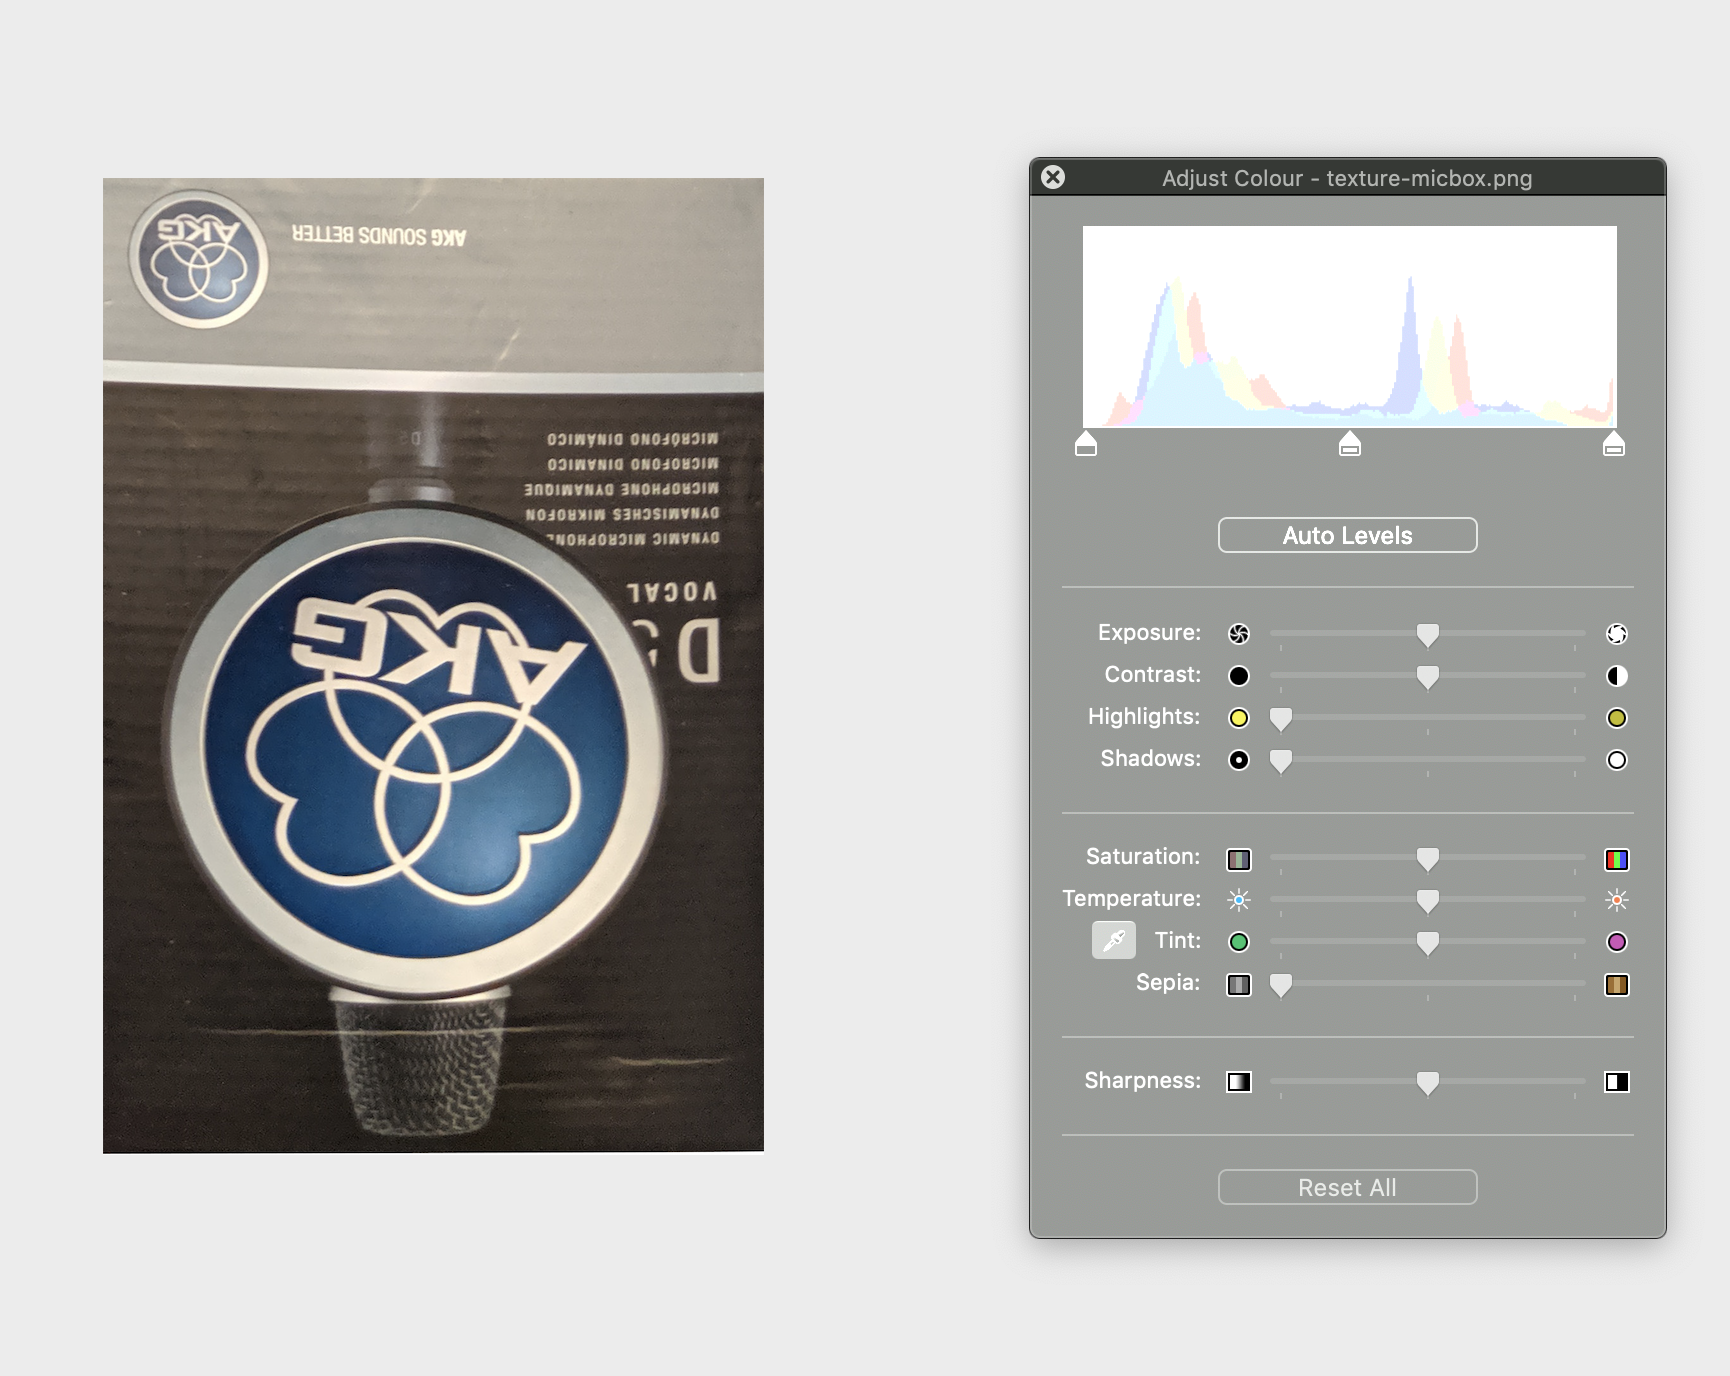 AKG
AKG SOUNDS BETTER
MICRÓFONO DINÁMICO
MICROFONO DINAMICO
MICROPHONE DYNAMIQUE
DYNAMISCHES MIKROFON
DYNAMIC MICROPHONE
VOCAL
D5
AKG
Adjust Colour - texture-micbox.png
Auto Levels
Exposure:
Contrast:
Highlights:
Shadows:
Saturation:
Temperature:
Tint:
Sepia:
Sharpness:
Reset All